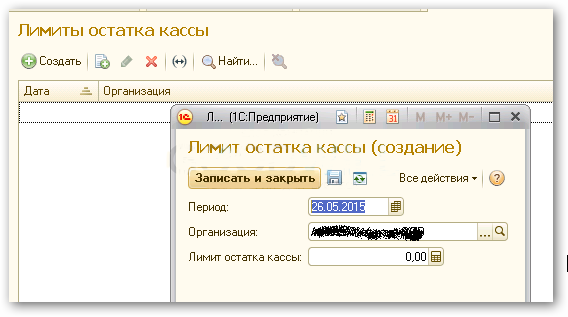 Лимиты остатка кассы
Создать Найти...
Дата Организация
Л... (1С:Предприятие) M M+ M-
Лимит остатка кассы (создание)
Записать и закрыть Все действия
Период: 26.05.2015
Организация: ...
Лимит остатка кассы: 0,00